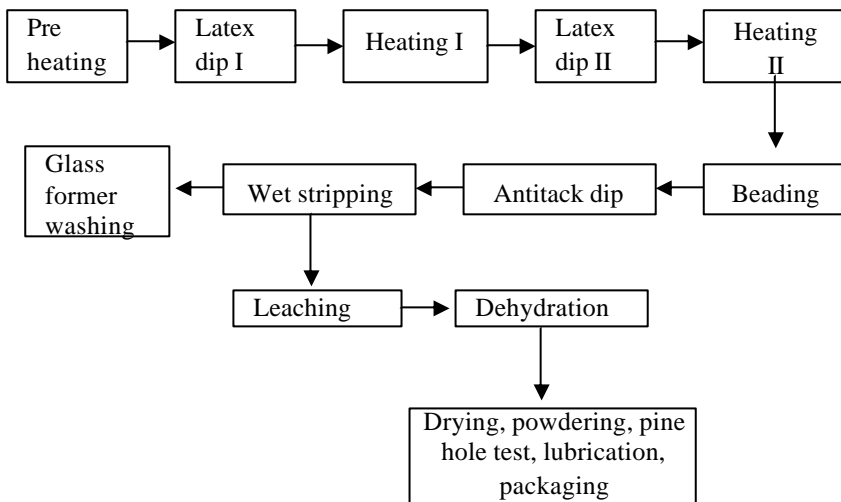 Pre
heating
Latex
dip I
Heating I
Latex
dip II
Heating
II
Beading
Antitack dip
Wet stripping
Glass
former
washing
Leaching
Dehydration
Drying, powdering, pine
hole test, lubrication,
packaging